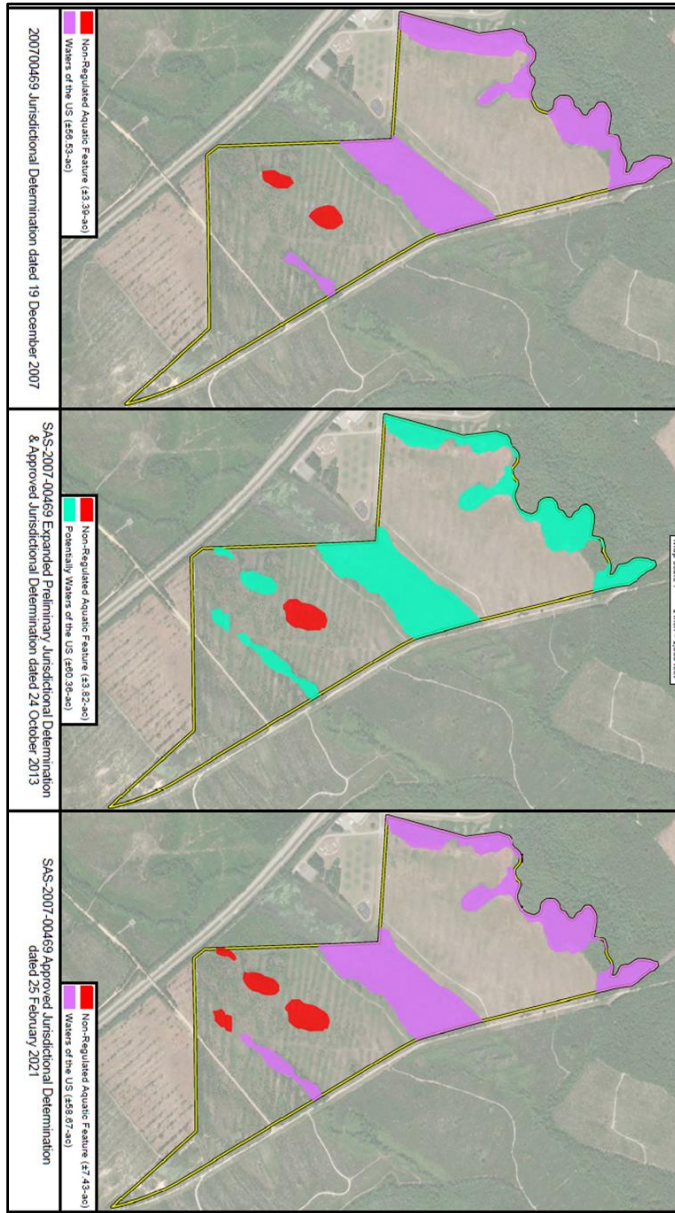 Non-Regulated Aquatic Feature (±3.39-ac)
Waters of the US (±56.53-ac)
200700469 Jurisdictional Determination dated 19 December 2007
Non-Regulated Aquatic Feature (±3.82-ac)
Potentially Waters of the US (±60.36-ac)
SAS-2007-00469 Expanded Preliminary Jurisdictional Determination
& Approved Jurisdictional Determination dated 24 October 2013
Non-Regulated Aquatic Feature (±7.43-ac)
Waters of the US (±58.67-ac)
SAS-2007-00469 Approved Jurisdictional Determination
dated 25 February 2021